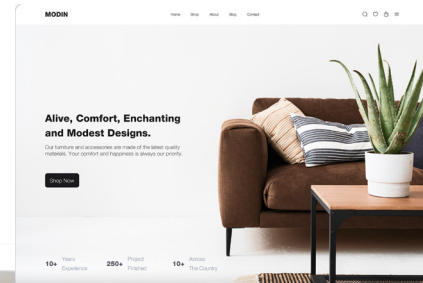 MODIN
Home Shop About Blog Contact
Alive, Comfort, Enchanting
and Modest Designs.
Our furniture and accessories are made of the latest quality
materials. Your comfort and happiness is always our priority.
Shop Now
10+ Years Experience
250+ Project Finished
10+ Across The Country